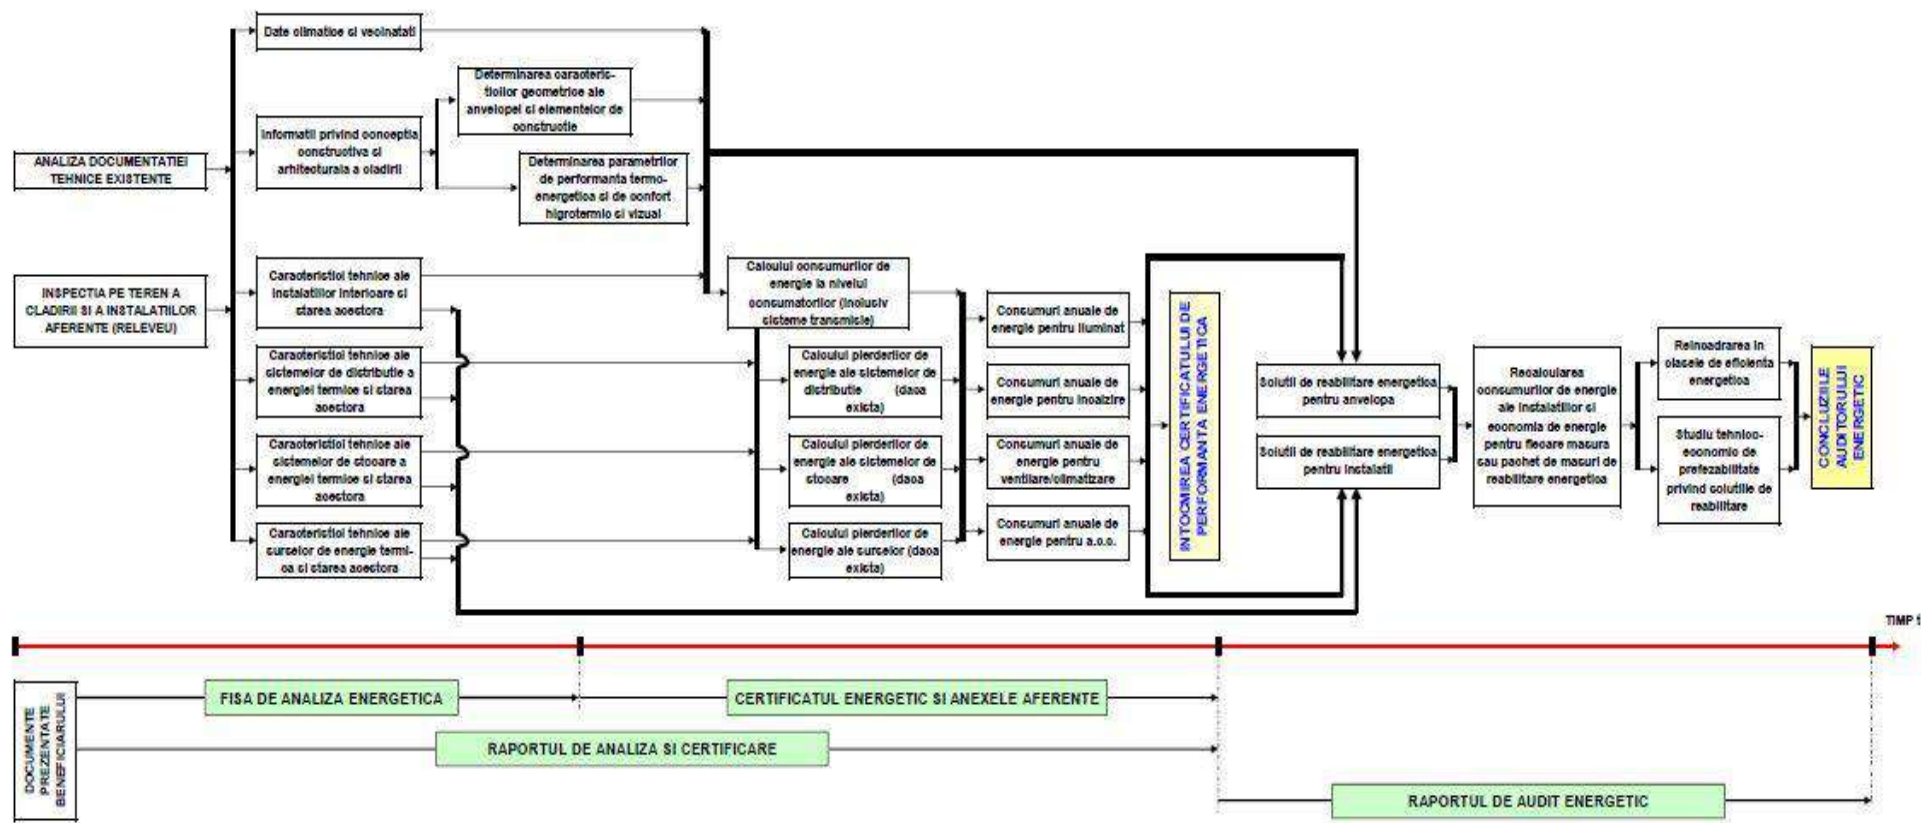 Date climatice si vecinatati
Determinarea caracteris-
ticilor geometrice ale
anvelopei si elementelor de
constructie
Informatii privind conceptia
constructiva si
arhitecturala a cladirii
Determinarea parametrilor
de performanta termo-
energetica si de confort
higrotermic si vizual
ANALIZA DOCUMENTATIEI
TEHNICE EXISTENTE
INSPECTIA PE TEREN A
CLADIRII SI A INSTALATIILOR
AFERENTE (RELEVEU)
Caracteristici tehnice ale
instalatiilor interioare si
starea acestora
Caracteristici tehnice ale
sistemelor de distributie a
energiei termice si starea
acestora
Caracteristici tehnice ale
sistemelor de stocare a
energiei termice si starea
acestora
Caracteristici tehnice ale
surselor de energie termi-
ca si starea acestora
Calculul consumurilor de
energie la nivelul
consumatorilor (inclusiv
sisteme transmisie)
Calculul pierderilor de
energie ale sistemelor de
distributie (daca
exista)
Calculul pierderilor de
energie ale sistemelor de
stocare (daca
exista)
Calculul pierderilor de
energie ale surselor (daca
exista)
Consumuri anuale de
energie pentru iluminat
Consumuri anuale de
energie pentru incalzire
Consumuri anuale de
energie pentru
ventilare/climatizare
Consumuri anuale de
energie pentru a.c.c.
INTOCMIREA CERTIFICATULUI DE
PERFORMANTA ENERGETICA
Solutii de reabilitare energetica
pentru anvelopa
Solutii de reabilitare energetica
pentru instalatii
Recalcularea
consumurilor de energie
ale instalatiilor si
economia de energie
pentru fiecare masura
sau pachet de masuri de
reabilitare energetica
Reincadrarea in
clasele de eficienta
energetica
Studiu tehnico-
economic de
prefezabilitate
privind solutiile de
reabilitare
CONCLUZIILE
AUDITORULUI
ENERGETIC
TIMP t
DOCUMENTE
PREZENTATE
BENEFICIARULUI
FISA DE ANALIZA ENERGETICA
CERTIFICATUL ENERGETIC SI ANEXELE AFERENTE
RAPORTUL DE ANALIZA SI CERTIFICARE
RAPORTUL DE AUDIT ENERGETIC